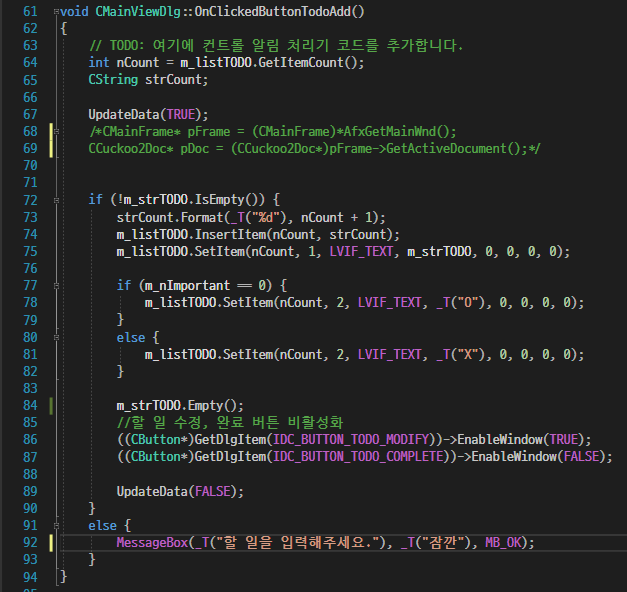 61 void CMainViewDlg::OnClickedButtonTodoAdd()
62 {
63 // TODO: 여기에 컨트롤 알림 처리기 코드를 추가합니다.
64 int nCount = m_listTODO.GetItemCount();
65 CString strCount;
66
67 UpdateData(TRUE);
68 /*CMainFrame* pFrame = (CMainFrame)*AfxGetMainWnd();
69 CCuckoo2Doc* pDoc = (CCuckoo2Doc*)pFrame->GetActiveDocument();*/
70
71
72 if (!m_strTODO.IsEmpty()) {
73 strCount.Format(_T("%d"), nCount + 1);
74 m_listTODO.InsertItem(nCount, strCount);
75 m_listTODO.SetItem(nCount, 1, LVIF_TEXT, m_strTODO, 0, 0, 0, 0);
76
77 if (m_nImportant == 0) {
78 m_listTODO.SetItem(nCount, 2, LVIF_TEXT, _T("O"), 0, 0, 0, 0);
79 }
80 else {
81 m_listTODO.SetItem(nCount, 2, LVIF_TEXT, _T("X"), 0, 0, 0, 0);
82 }
83
84 m_strTODO.Empty();
85 //할 일 수정, 완료 버튼 비활성화
86 ((CButton*)GetDlgItem(IDC_BUTTON_TODO_MODIFY))->EnableWindow(TRUE);
87 ((CButton*)GetDlgItem(IDC_BUTTON_TODO_COMPLETE))->EnableWindow(FALSE);
88
89 UpdateData(FALSE);
90 }
91 else {
92 MessageBox(_T("할 일을 입력해주세요."), _T("잠깐"), MB_OK);
93 }
94 }